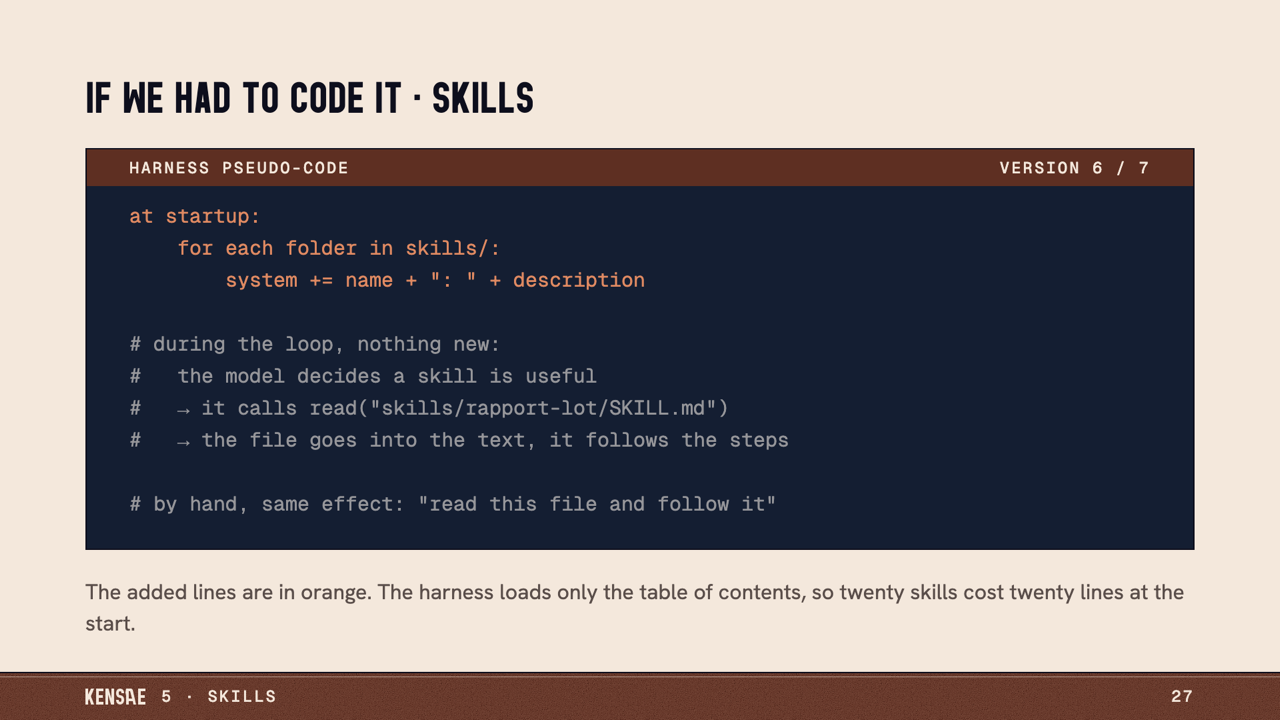 IF WE HAD TO CODE IT · SKILLS
HARNESS PSEUDO-CODE
VERSION 6 / 7
at startup:
    for each folder in skills/:
        system += name + ": " + description
# during the loop, nothing new:
#   the model decides a skill is useful
#   → it calls read("skills/rapport-lot/SKILL.md")
#   → the file goes into the text, it follows the steps
# by hand, same effect: "read this file and follow it"
The added lines are in orange. The harness loads only the table of contents, so twenty skills cost twenty lines at the
start.
KENSAE 5 · SKILLS
27